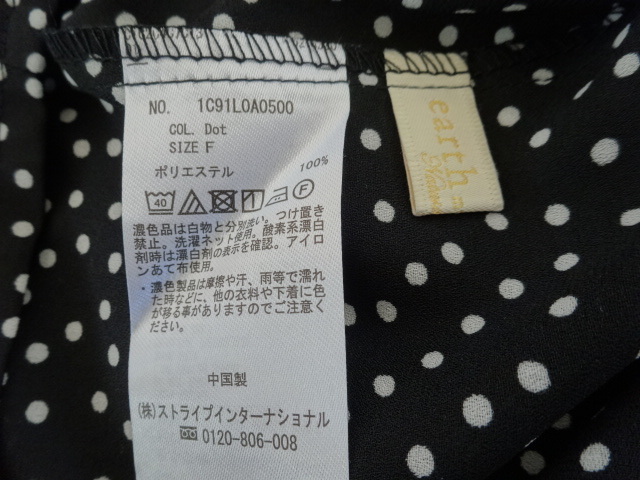 NO. 1C91L0A0500
COL. Dot
SIZE F
ポリエステル 100%
40
濃色品は白物と分別洗い。つけ置き
禁止。洗濯ネット使用。酸素系漂白
剤時は漂白剤の表示を確認。アイロ
ンあて布使用。
・濃色製品は摩擦や汗、雨等で濡れ
た時などに、他の衣料や下着に色
が移る事がありますのでご注意
ください。
中国製
(株)ストライプインターナショナル
0120-806-008
earth